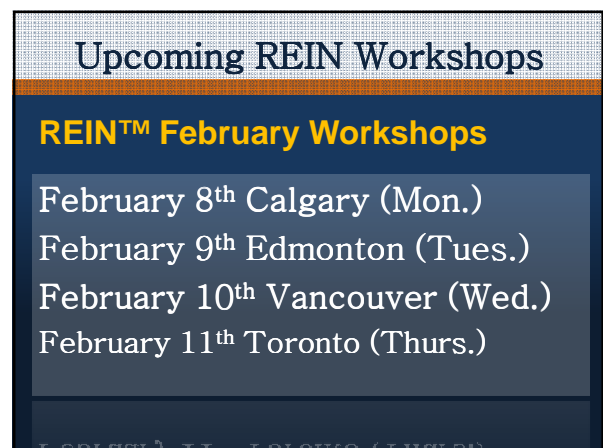 Upcoming REIN Workshops
REIN™ February Workshops
February 8th Calgary (Mon.)
February 9th Edmonton (Tues.)
February 10th Vancouver (Wed.)
February 11th Toronto (Thurs.)